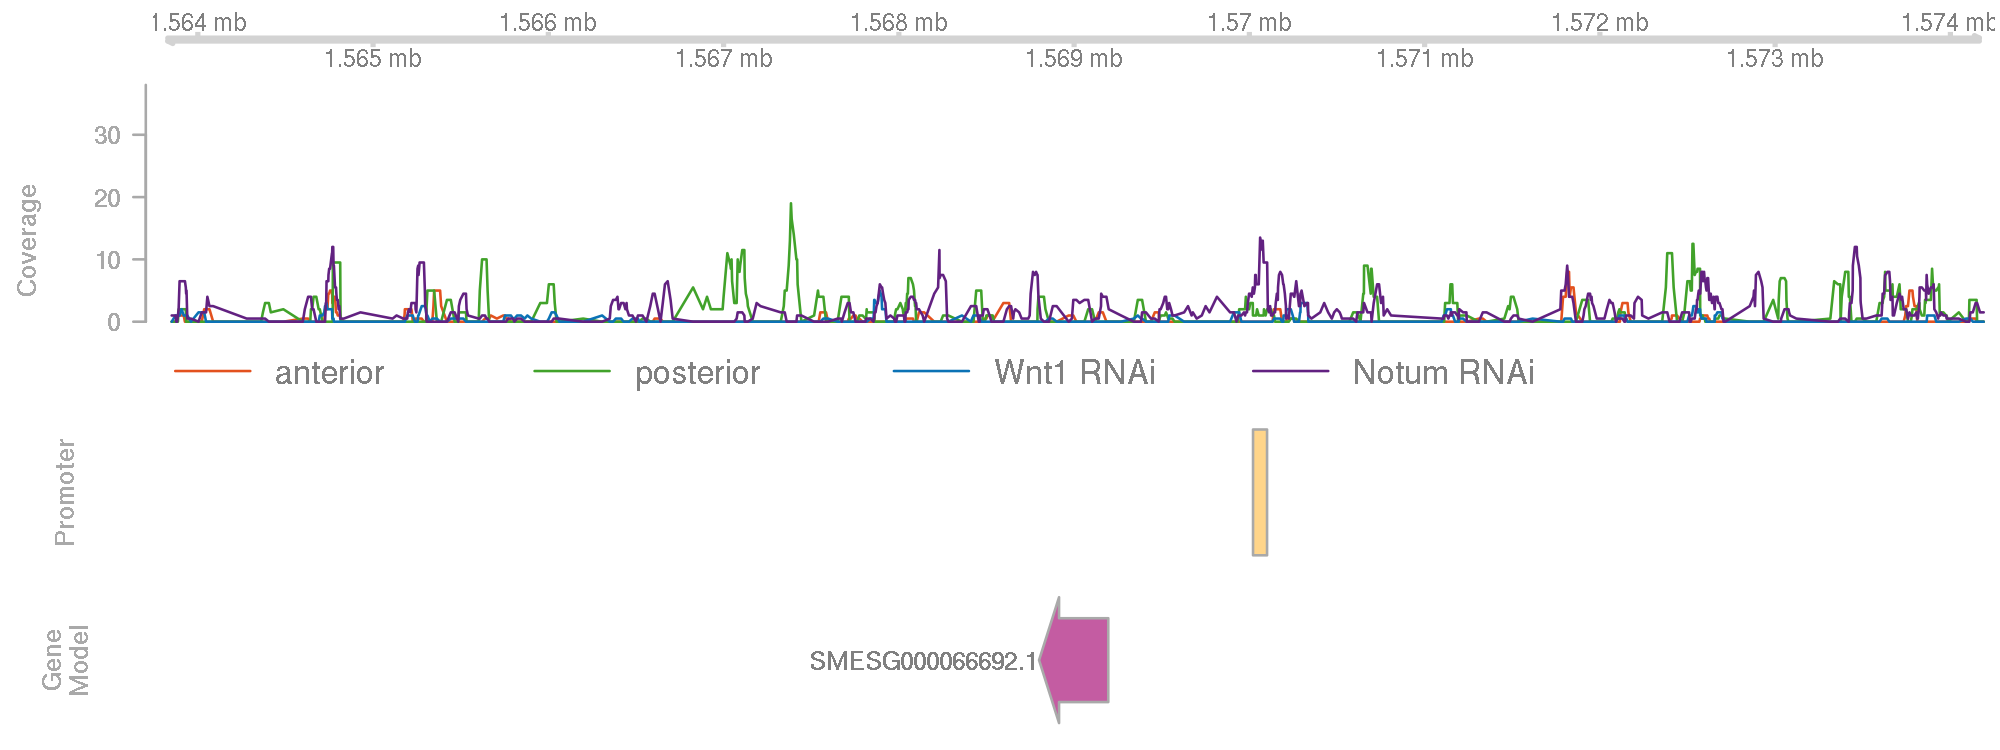 1.564 mb 1.566 mb 1.568 mb 1.57 mb 1.572 mb 1.574 mb
1.565 mb 1.567 mb 1.569 mb 1.571 mb 1.573 mb
Coverage
30
20
10
0
anterior posterior Wnt1 RNAi Notum RNAi
Promoter
Gene
Model
SMESG000066692.1